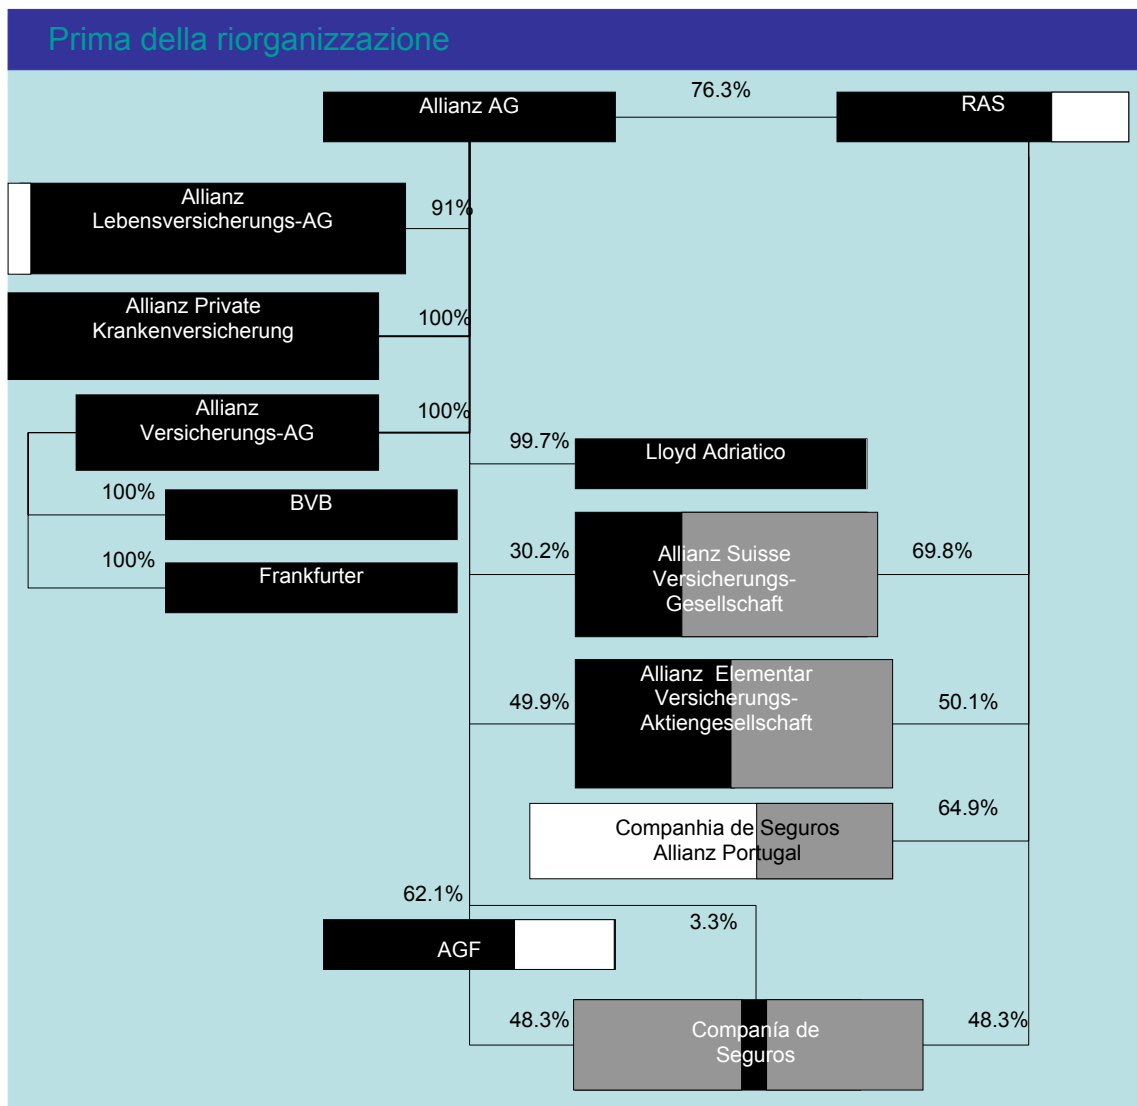 Prima della riorganizzazione
76.3%
Allianz AG
RAS
Allianz
Lebensversicherungs-AG
91%
Allianz Private
Krankenversicherung
100%
Allianz
Versicherungs-AG
100%
99.7%
Lloyd Adriatico
100%
BVB
30.2%
Allianz Suisse
Versicherungs-
Gesellschaft
69.8%
100%
Frankfurter
49.9%
Allianz Elementar
Versicherungs-
Aktiengesellschaft
50.1%
64.9%
Companhia de Seguros
Allianz Portugal
62.1%
3.3%
AGF
48.3%
Companía de
Seguros
48.3%